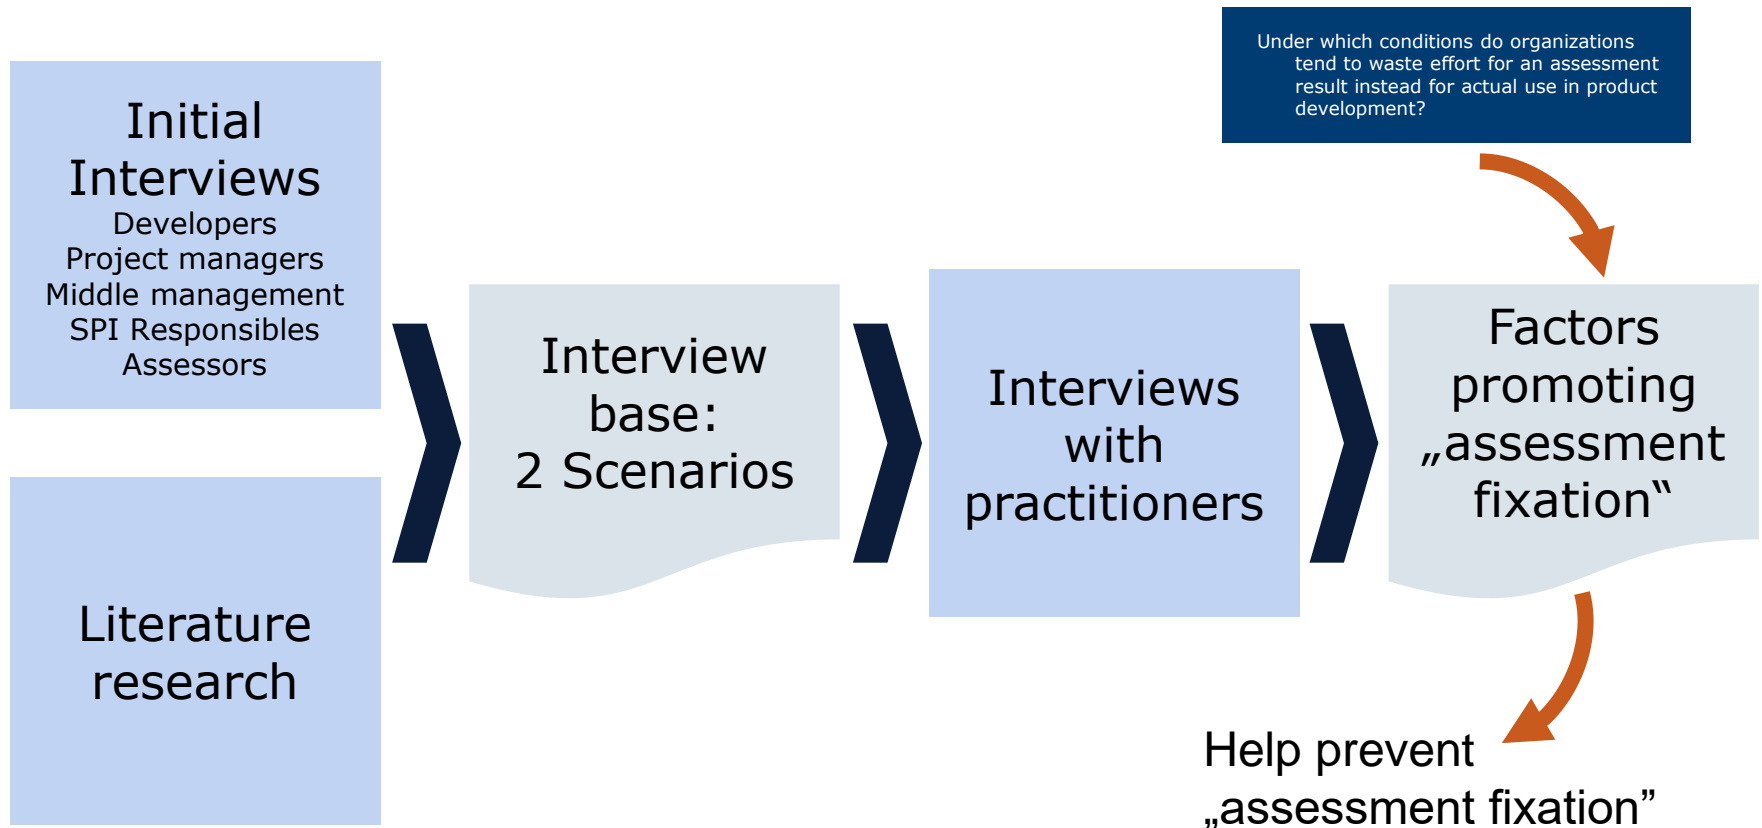 Under which conditions do organizations
tend to waste effort for an assessment
result instead for actual use in product
development?
Initial
Interviews
Developers
Project managers
Middle management
SPI Responsibles
Assessors
Literature
research
Interview
base:
2 Scenarios
Interviews
with
practitioners
Factors
promoting
„assessment
fixation“
Help prevent
„assessment fixation”